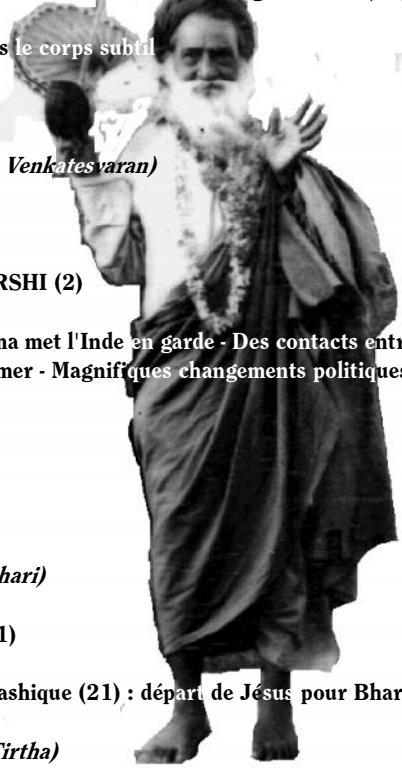 s le corps subtil
Venkatesvaran)
RSHI (2)
na met l'Inde en garde - Des contacts entr
mer - Magnifiques changements politiques
hari)
1)
ashique (21) : départ de Jésus pour Bhar
Tirtha)